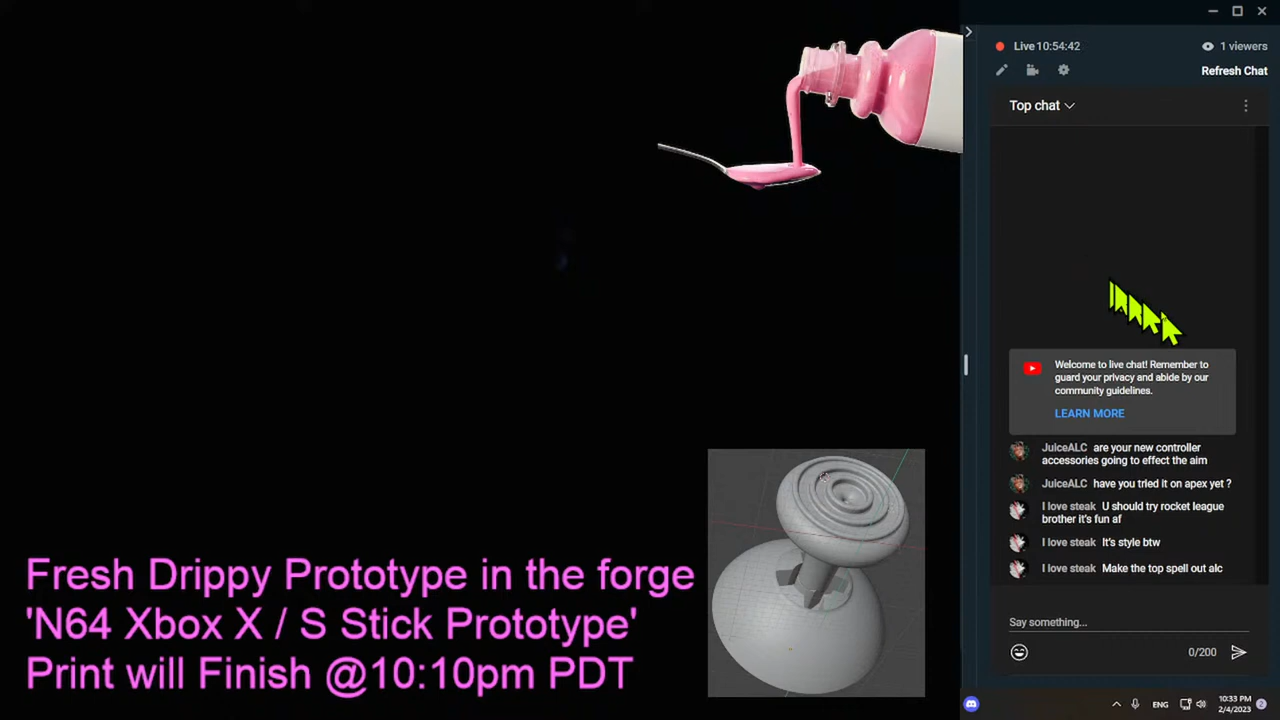 Live 10:54:42
1 viewers
Refresh Chat
Top chat
Welcome to live chat! Remember to
guard your privacy and abide by our
community guidelines.
LEARN MORE
JuiceALC are your new controller
accessories going to effect the aim
JuiceALC have you tried it on apex yet ?
I love steak U should try rocket league
brother it's fun af
I love steak It's style btw
I love steak Make the top spell out alc
Say something...
0/200
Fresh Drippy Prototype in the forge
'N64 Xbox X / S Stick Prototype'
Print will Finish @10:10pm PDT
ENG
10:33 PM
2/4/2023
2